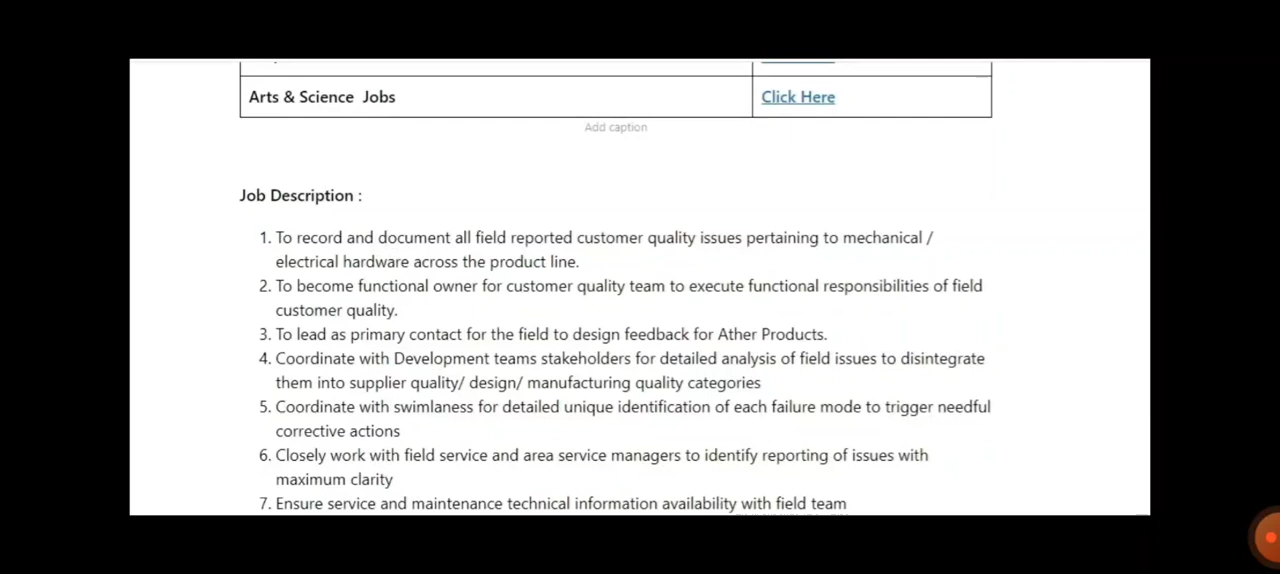 Arts & Science Jobs
Click Here
Add caption
Job Description :
1. To record and document all field reported customer quality issues pertaining to mechanical /
electrical hardware across the product line.
2. To become functional owner for customer quality team to execute functional responsibilities of field
customer quality.
3. To lead as primary contact for the field to design feedback for Ather Products.
4. Coordinate with Development teams stakeholders for detailed analysis of field issues to disintegrate
them into supplier quality/ design/ manufacturing quality categories
5. Coordinate with swimlaness for detailed unique identification of each failure mode to trigger needful
corrective actions
6. Closely work with field service and area service managers to identify reporting of issues with
maximum clarity
7. Ensure service and maintenance technical information availability with field team